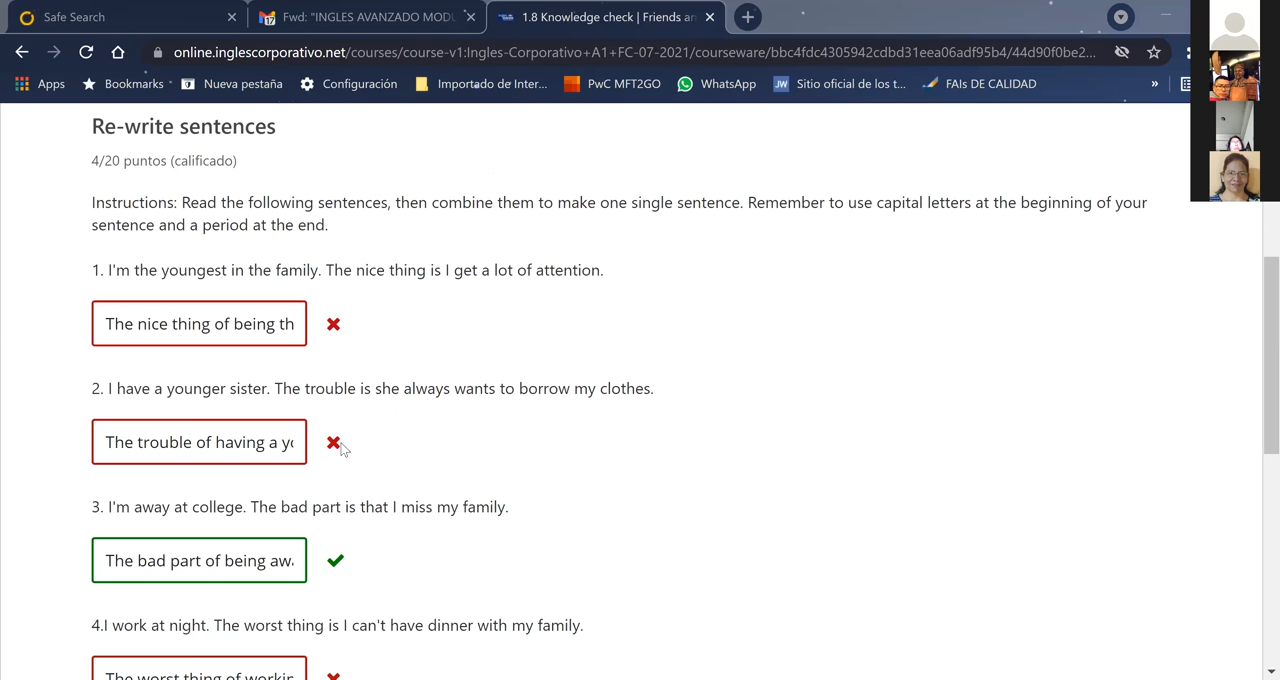 Safe Search
Fwd: "INGLES AVANZADO MODU
1.8 Knowledge check | Friends an
online.inglescorporativo.net/courses/course-v1:Ingles-Corporativo+A1+FC-07-2021/courseware/bbc4fdc4305942cdbd31eea06adf95b4/44d90f0be2...
Apps
Bookmarks
Nueva pestaña
Configuración
Importado de Inter...
PwC MFT2GO
WhatsApp
Sitio oficial de los t...
FAIs DE CALIDAD
»
Re-write sentences
4/20 puntos (calificado)
Instructions: Read the following sentences, then combine them to make one single sentence. Remember to use capital letters at the beginning of your
sentence and a period at the end.
1. I'm the youngest in the family. The nice thing is I get a lot of attention.
The nice thing of being th
2. I have a younger sister. The trouble is she always wants to borrow my clothes.
The trouble of having a yo
3. I'm away at college. The bad part is that I miss my family.
The bad part of being aw
4.I work at night. The worst thing is I can't have dinner with my family.
The worst thing of workin